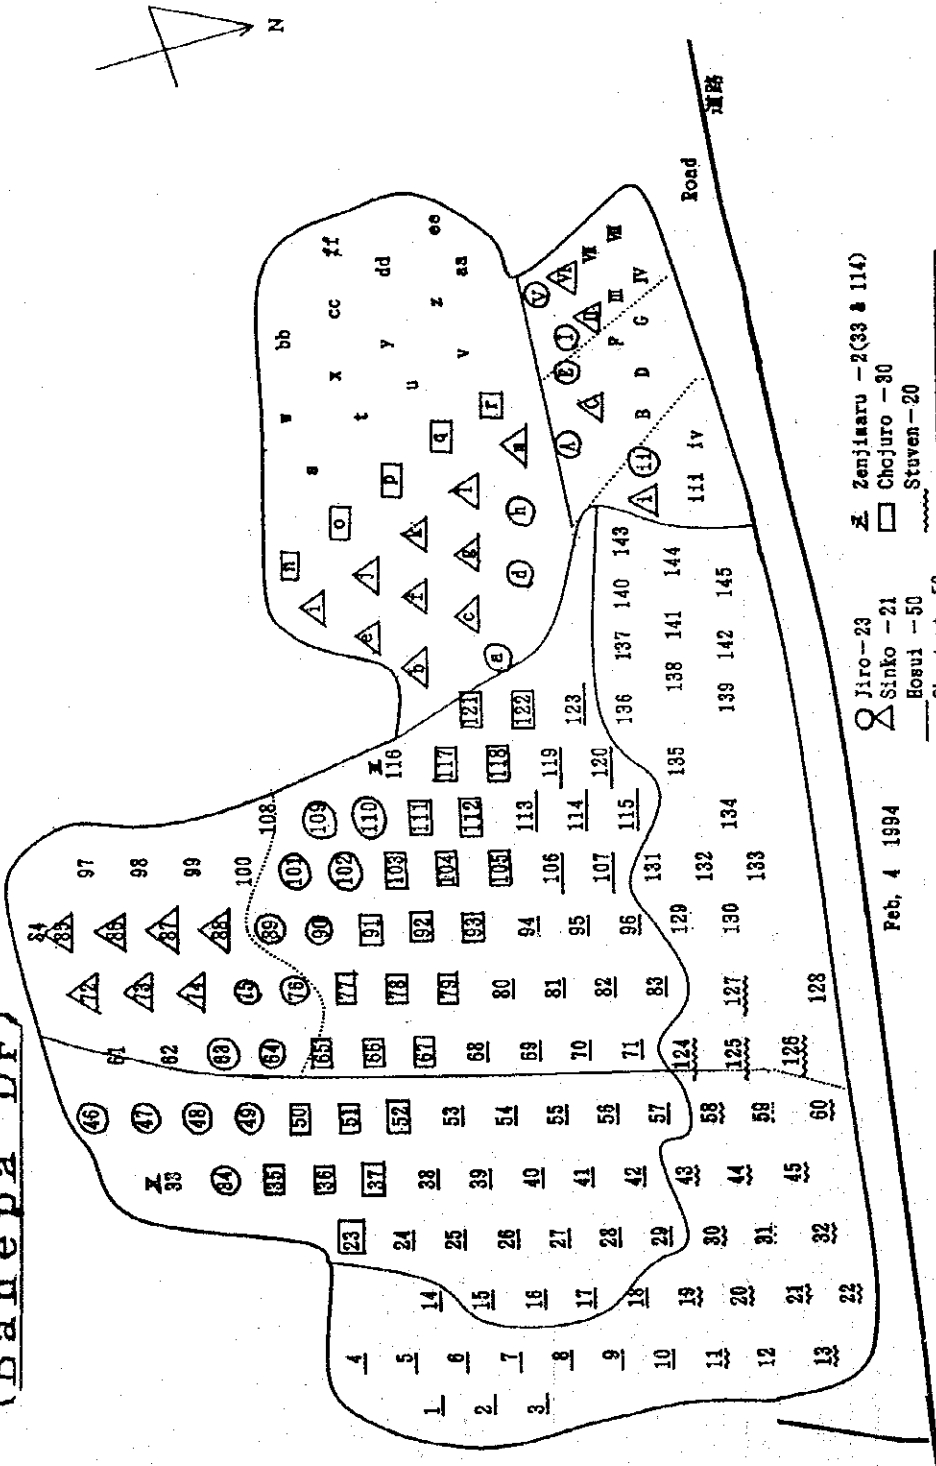 (Banepa DF)
N
84
97
98
99
100
108
85 86 87 88 89 90 91 92 93 94 95 96
72 73 74 75 76 77 78 79 80 81 82 83
61 62 63 64 65 66 67 68 69 70 71
46 47 48 49 50 51 52 53 54 55 56 57 58 59 60
33 34 35 36 37 38 39 40 41 42 43 44 45
23 24 25 26 27 28 29 30 31 32
14 15 16 17 18 19 20 21 22
4 5 6 7 8 9 10 11 12 13
1 2 3
101 102 103 104 105 106 107
109 110 111 112 113 114 115
116 117 118 119 120
121 122 123
124 125 126
127 128
129 130
131 132 133
134
135
136
137 138 139
140 141 142
143 144 145
a b c d e f g h i j k l m
n o p q r
s t u v
w x y z
bb cc dd aa
ff ee
i ii iii iv
A B C D E F G
I II III IV
V VI VII VIII
Road
道路
Jiro-23
Sinko -21
Hosui -50
Zenjimaru -2(33 & 114)
Chojuro -30
Stuven-20
Feb, 4 1994